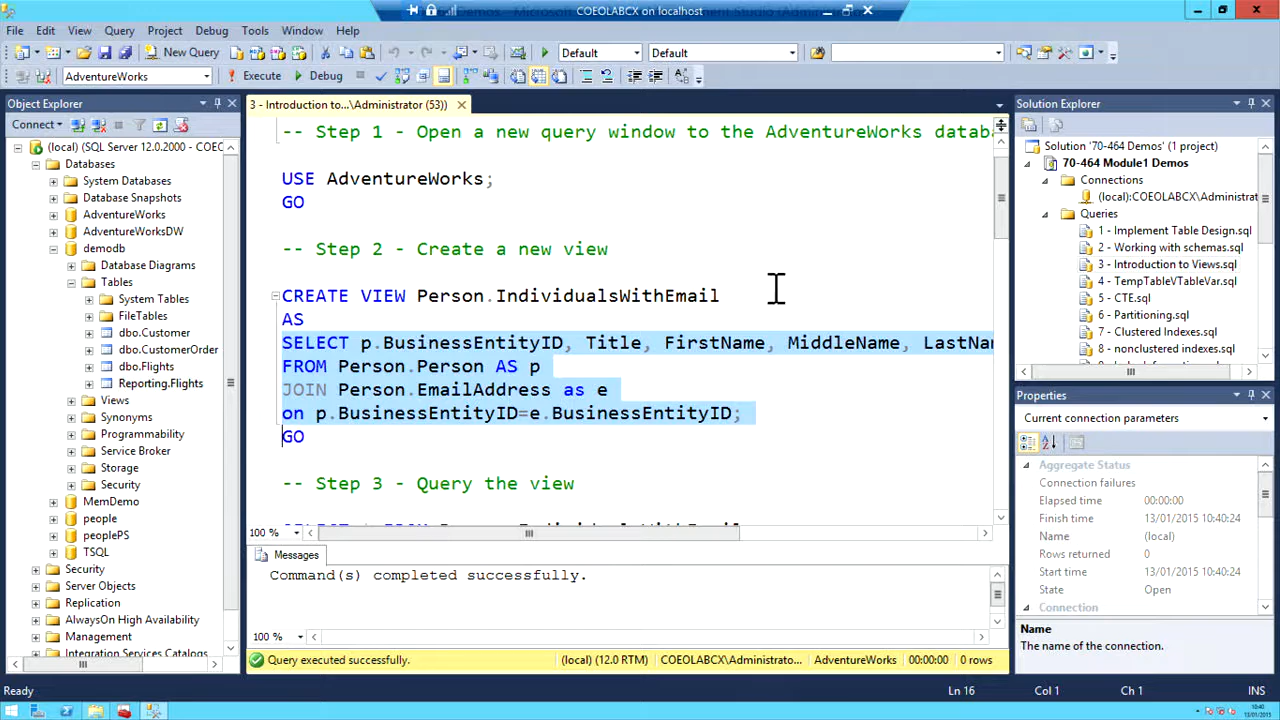 COEOLABCX on localhost
File Edit View Query Project Debug Tools Window Help
New Query
Default
Default
AdventureWorks
Execute
Debug
Object Explorer
Connect
(local) (SQL Server 12.0.2000 - COEC
Databases
System Databases
Database Snapshots
AdventureWorks
AdventureWorksDW
demodb
Database Diagrams
Tables
System Tables
FileTables
dbo.Customer
dbo.CustomerOrder
dbo.Flights
Reporting.Flights
Views
Synonyms
Programmability
Service Broker
Storage
Security
MemDemo
people
peoplePS
TSQL
Security
Server Objects
Replication
AlwaysOn High Availability
Management
Integration Services Catalogs
3 - Introduction to...\Administrator (53))
-- Step 1 - Open a new query window to the AdventureWorks databa
USE AdventureWorks;
GO
-- Step 2 - Create a new view
CREATE VIEW Person.IndividualsWithEmail
AS
SELECT p.BusinessEntityID, Title, FirstName, MiddleName, LastNam
FROM Person.Person AS p
JOIN Person.EmailAddress as e
on p.BusinessEntityID=e.BusinessEntityID;
GO
-- Step 3 - Query the view
100 %
Messages
Command(s) completed successfully.
100 %
Query executed successfully.
(local) (12.0 RTM)
COEOLABCX\Administrato...
AdventureWorks
00:00:00
0 rows
Solution Explorer
Solution '70-464 Demos' (1 project)
70-464 Module1 Demos
Connections
(local):COEOLABCX\Administrat
Queries
1 - Implement Table Design.sql
2 - Working with schemas.sql
3 - Introduction to Views.sql
4 - TempTableVTableVar.sql
5 - CTE.sql
6 - Partitioning.sql
7 - Clustered Indexes.sql
8 - nonclustered indexes.sql
Properties
Current connection parameters
Aggregate Status
Connection failures
Elapsed time 00:00:00
Finish time 13/01/2015 10:40:24
Name (local)
Rows returned 0
Start time 13/01/2015 10:40:24
State Open
Connection
Name
The name of the connection.
Ready
Ln 16
Col 1
Ch 1
INS
10:40
13/01/2015